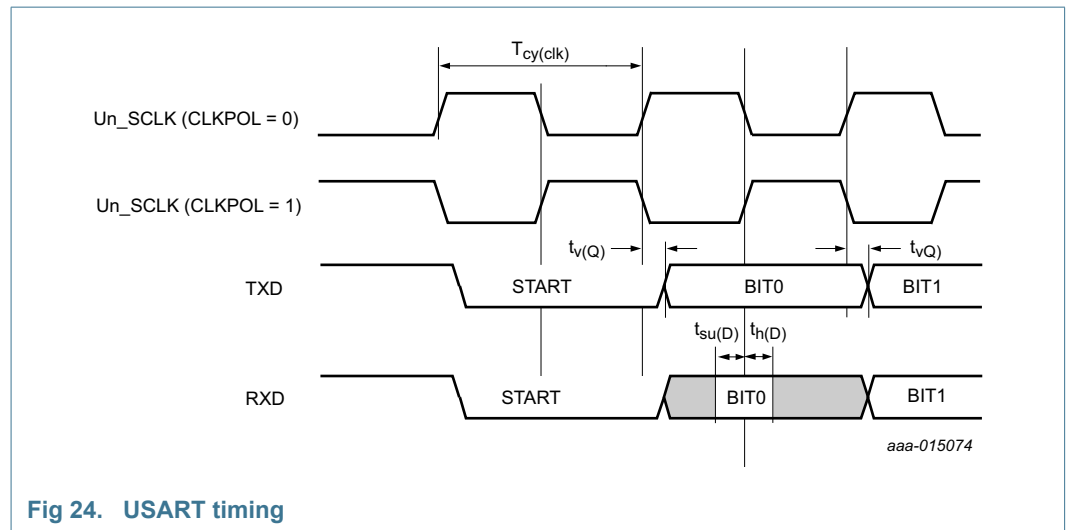 Tcy(clk)
Un_SCLK (CLKPOL = 0)
Un_SCLK (CLKPOL = 1)
tv(Q)
tvQ)
TXD
START
BIT0
BIT1
tsu(D)
th(D)
RXD
START
BIT0
BIT1
aaa-015074
Fig 24. USART timing